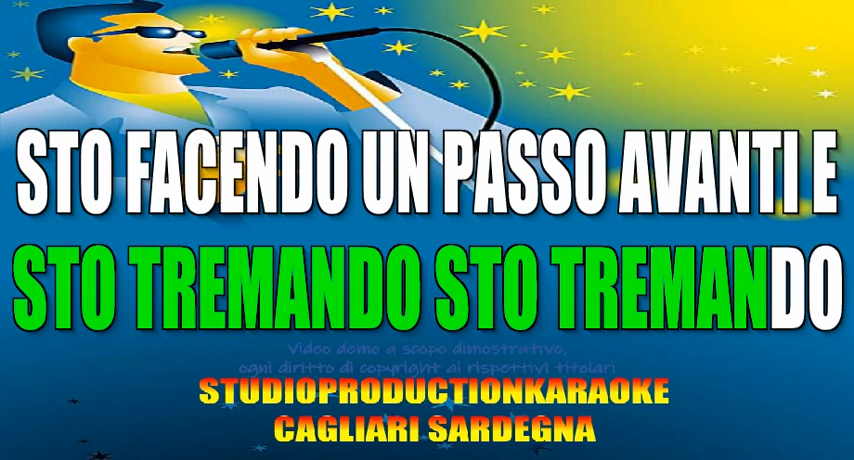 STO FACENDO UN PASSO AVANTI E
STO TREMANDO STO TREMANDO
Video demo a scopo dimostrativo,
ogni diritto di copyright ai rispettivi titolari
STUDIOPRODUCTIONKARAOKE
CAGLIARI SARDEGNA